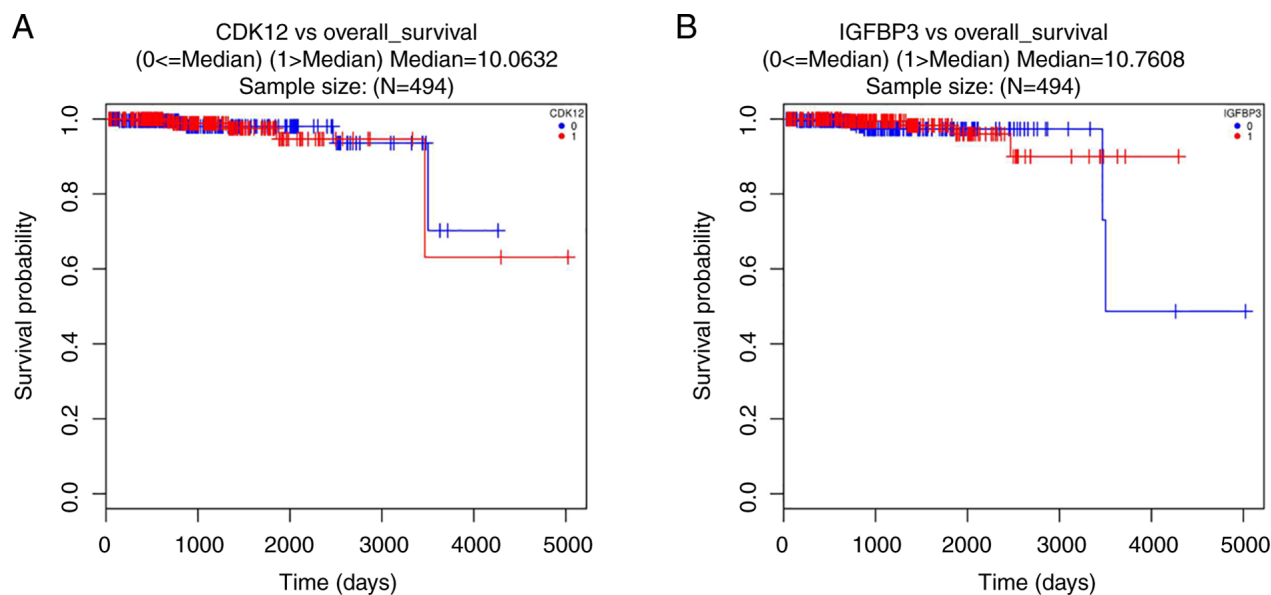 A
CDK12 vs overall_survival
(0<=Median) (1>Median) Median=10.0632
Sample size: (N=494)
CDK12
0
1
Survival probability
1.0
0.8
0.6
0.4
0.2
0.0
0 1000 2000 3000 4000 5000
Time (days)
B
IGFBP3 vs overall_survival
(0<=Median) (1>Median) Median=10.7608
Sample size: (N=494)
IGFBP3
0
1
Survival probability
1.0
0.8
0.6
0.4
0.2
0.0
0 1000 2000 3000 4000 5000
Time (days)